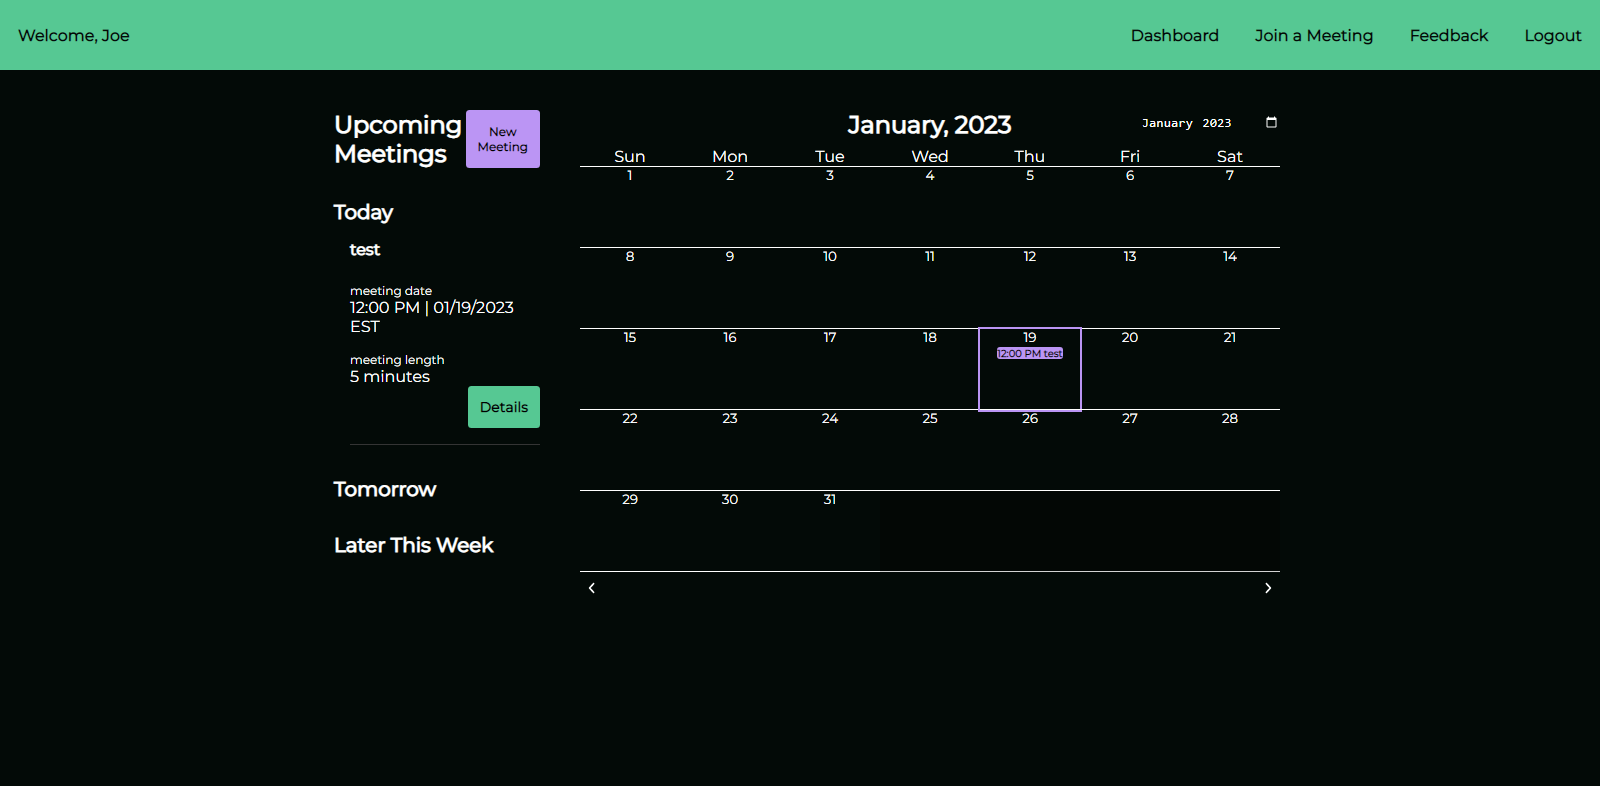 Welcome, Joe
Dashboard
Join a Meeting
Feedback
Logout
Upcoming
Meetings
New
Meeting
Today
test
meeting date
12:00 PM | 01/19/2023
EST
meeting length
5 minutes
Details
Tomorrow
Later This Week
January, 2023
January 2023
Sun Mon Tue Wed Thu Fri Sat
1 2 3 4 5 6 7
8 9 10 11 12 13 14
15 16 17 18 19 20 21
12:00 PM test
22 23 24 25 26 27 28
29 30 31